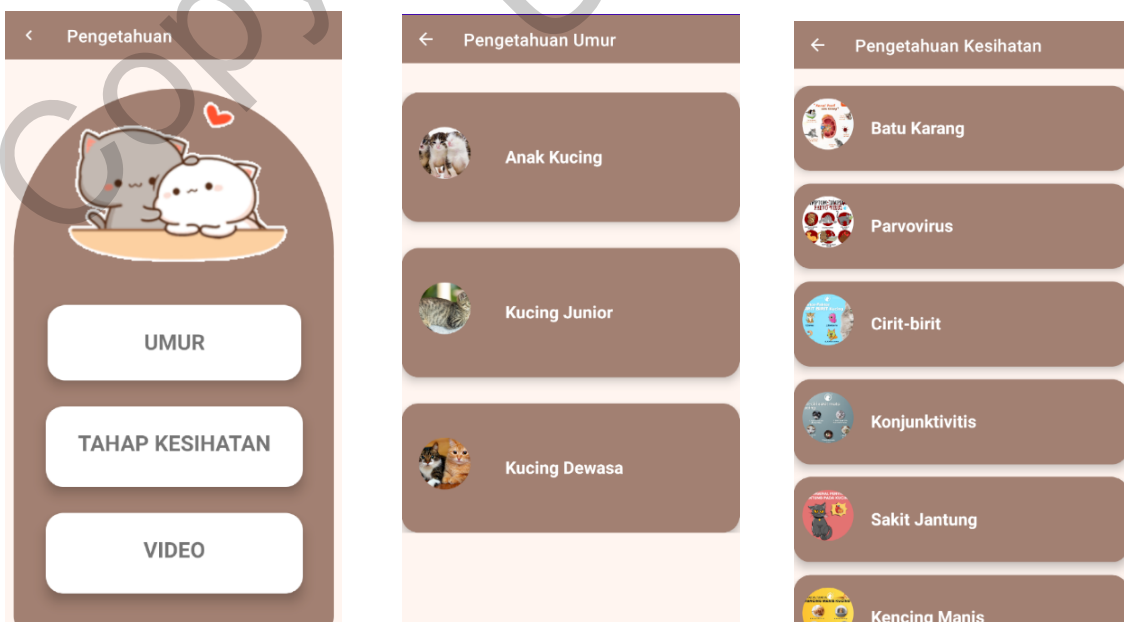 Pengetahuan
UMUR
TAHAP KESIHATAN
VIDEO
Pengetahuan Umur
Anak Kucing
Kucing Junior
Kucing Dewasa
Pengetahuan Kesihatan
Batu Karang
Parvovirus
Cirit-birit
Konjunktivitis
Sakit Jantung
Kencing Manis
Copy